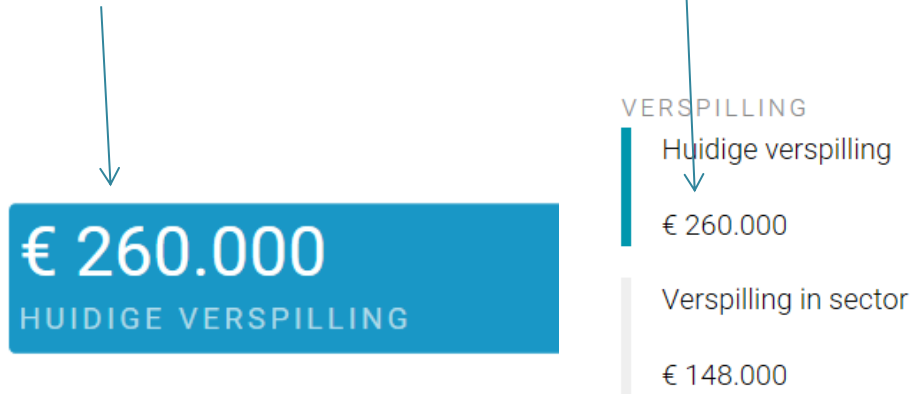 € 260.000
HUIDIGE VERSPILLING
VERSPILLING
Huidige verspilling
€ 260.000
Verspilling in sector
€ 148.000